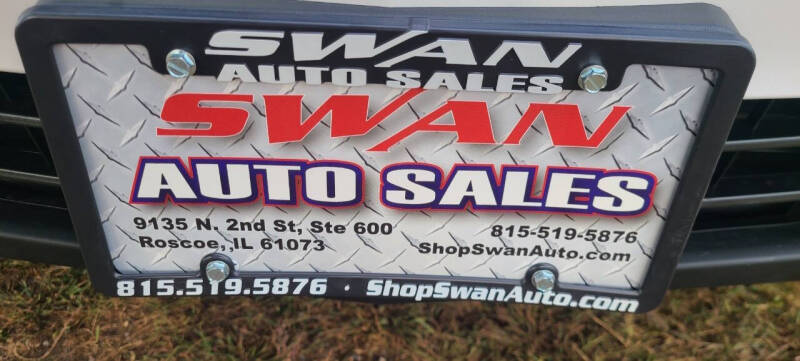 SWAN
AUTO SALES
SWAN
AUTO SALES
9135 N. 2nd St, Ste 600
Roscoe, ,IL 61073
815-519-5876
ShopSwanAuto.com
815.519.5876 · ShopSwanAuto.com